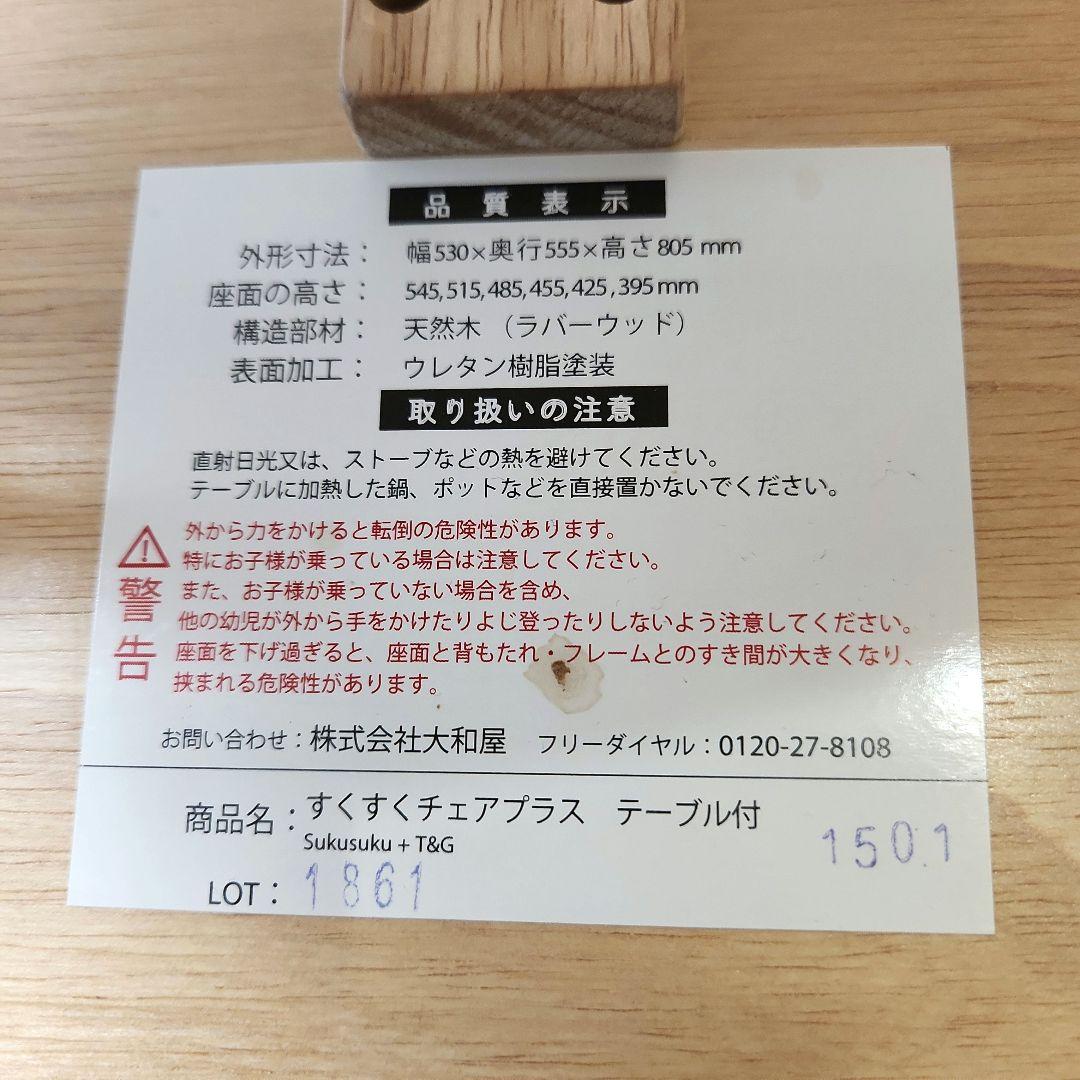 品質表示
外形寸法： 幅530×奥行555×高さ805 mm
座面の高さ： 545,515,485,455,425,395mm
構造部材： 天然木 （ラバーウッド）
表面加工： ウレタン樹脂塗装
取り扱いの注意
直射日光又は、ストーブなどの熱を避けてください。
テーブルに加熱した鍋、ポットなどを直接置かないでください。
警告
外から力をかけると転倒の危険性があります。
特にお子様が乗っている場合は注意してください。
また、お子様が乗っていない場合を含め、
他の幼児が外から手をかけたりよじ登ったりしないよう注意してください。
座面を下げ過ぎると、座面と背もたれ・フレームとのすき間が大きくなり、
挟まれる危険性があります。
お問い合わせ：株式会社大和屋 フリーダイヤル：0120-27-8108
商品名：すくすくチェアプラス テーブル付
Sukusuku + T&G
150.1
LOT： 1861